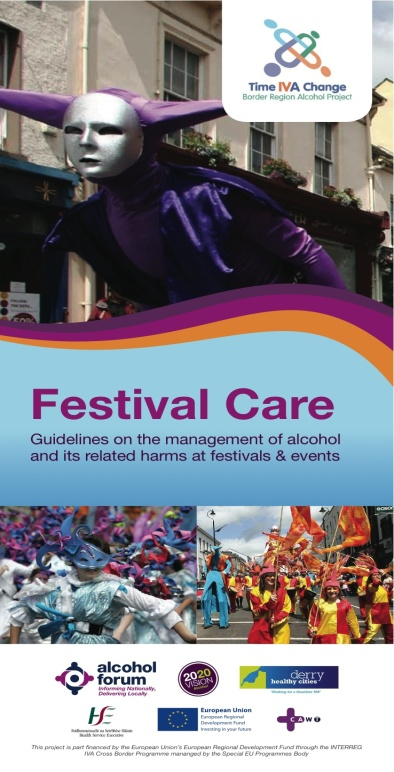 Time IVA Change
Border Region Alcohol Project
Festival Care
Guidelines on the management of alcohol
and its related harms at festivals & events
alcohol
forum
Informing Nationally,
Delivering Locally
2020
VISION
derry
healthy cities
European Union
European Regional
Development Fund
Investing in your future
Feidhmeannacht na Seirbhíse Sláinte
Health Service Executive
CAWT
This project is part financed by the European Union's European Regional Development Fund through the INTERREG
IVA Cross Border Programme mananged by the Special EU Programmes Body